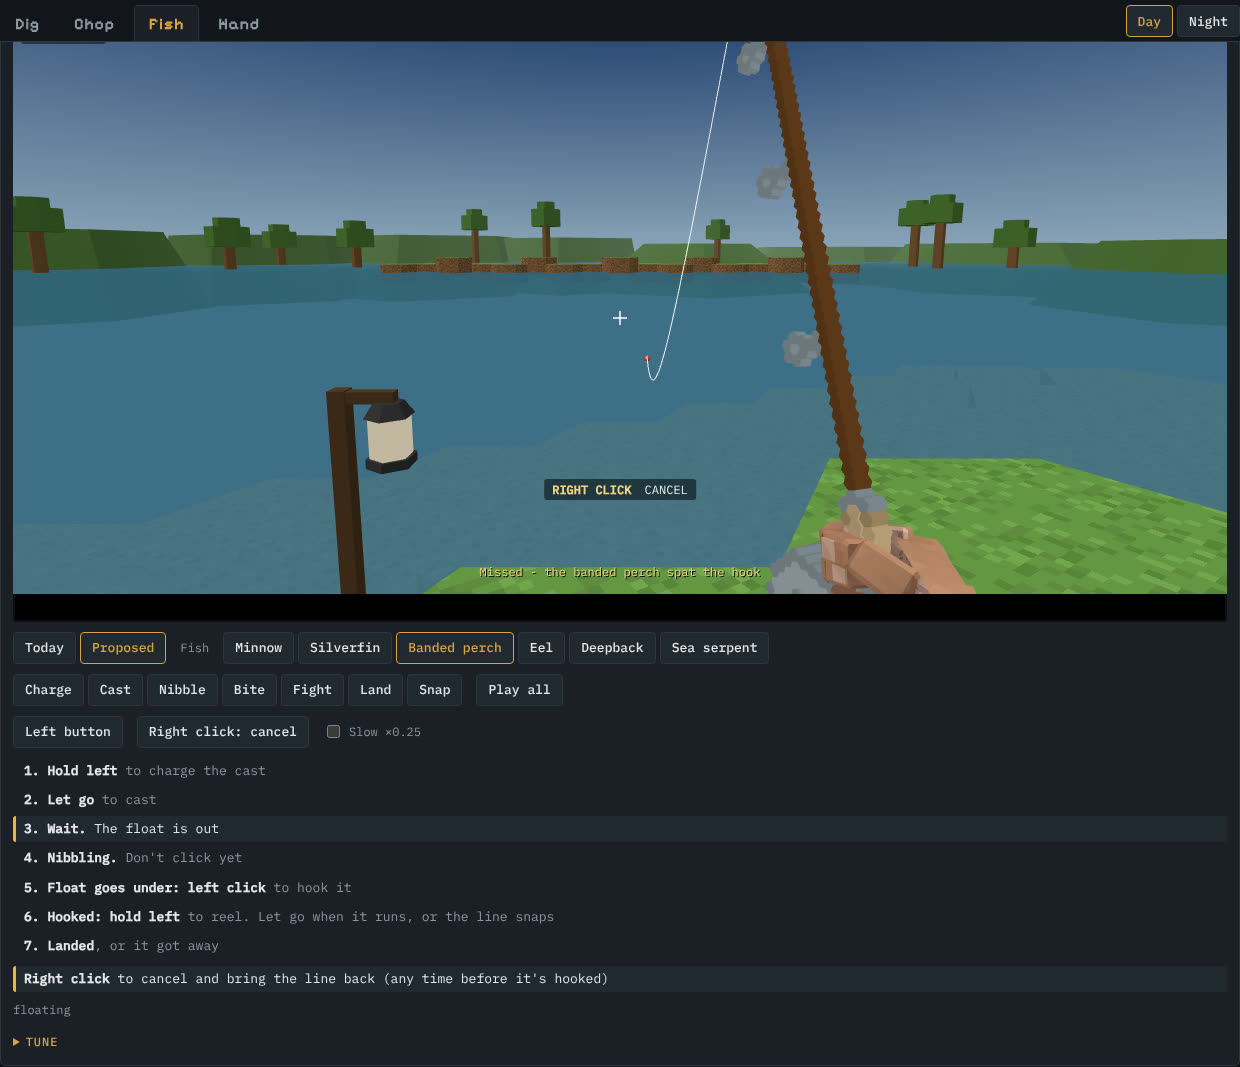 Dig Chop Fish Hand Day Night
RIGHT CLICK CANCEL
Missed - the banded perch spat the hook
Today Proposed Fish Minnow Silverfin Banded perch Eel Deepback Sea serpent
Charge Cast Nibble Bite Fight Land Snap Play all
Left button Right click: cancel Slow ×0.25
1. Hold left to charge the cast
2. Let go to cast
3. Wait. The float is out
4. Nibbling. Don't click yet
5. Float goes under: left click to hook it
6. Hooked: hold left to reel. Let go when it runs, or the line snaps
7. Landed, or it got away
Right click to cancel and bring the line back (any time before it's hooked)
floating
TUNE